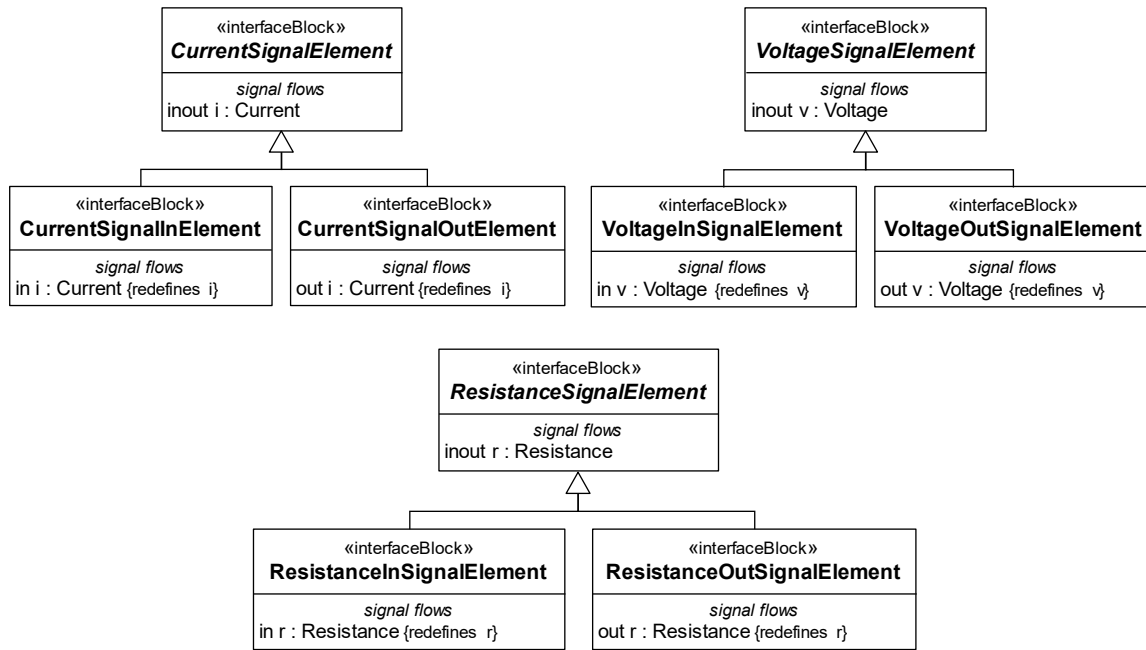 «interfaceBlock»
CurrentSignalElement
signal flows
inout i : Current
«interfaceBlock»
VoltageSignalElement
signal flows
inout v : Voltage
«interfaceBlock»
CurrentSignalInElement
signal flows
in i : Current {redefines i}
«interfaceBlock»
CurrentSignalOutElement
signal flows
out i : Current {redefines i}
«interfaceBlock»
VoltageInSignalElement
signal flows
in v : Voltage {redefines v}
«interfaceBlock»
VoltageOutSignalElement
signal flows
out v : Voltage {redefines v}
«interfaceBlock»
ResistanceSignalElement
signal flows
inout r : Resistance
«interfaceBlock»
ResistanceInSignalElement
signal flows
in r : Resistance {redefines r}
«interfaceBlock»
ResistanceOutSignalElement
signal flows
out r : Resistance {redefines r}